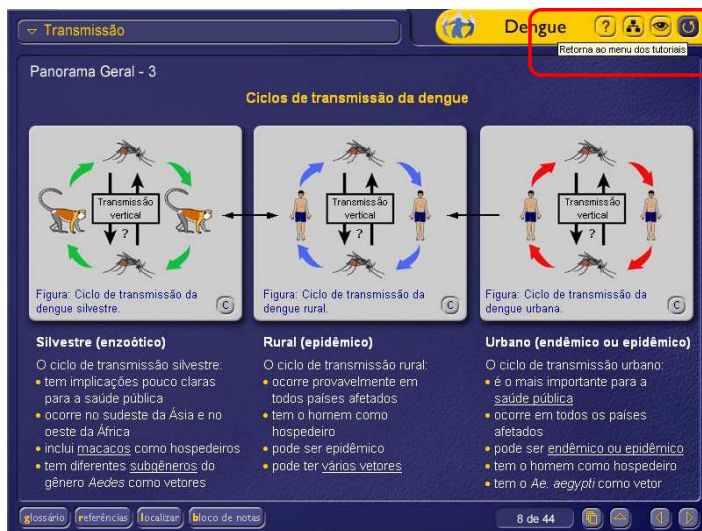 Transmissão
Dengue
?
Retorna ao menu dos tutoriais
Panorama Geral - 3
Ciclos de transmissão da dengue
Transmissão
vertical
?
Figura: Ciclo de transmissão da
dengue silvestre.
C
Transmissão
vertical
?
Figura: Ciclo de transmissão da
dengue rural.
C
Transmissão
vertical
?
Figura: Ciclo de transmissão da
dengue urbana.
C
Silvestre (enzoótico)
O ciclo de transmissão silvestre:
• tem implicações pouco claras
para a saúde pública
• ocorre no sudeste da Ásia e no
oeste da África
• inclui macacos como hospedeiros
• tem diferentes subgêneros do
gênero Aedes como vetores
Rural (epidêmico)
O ciclo de transmissão rural:
• ocorre provavelmente em
todos países afetados
• tem o homem como
hospedeiro
• pode ser epidêmico
• pode ter vários vetores
Urbano (endêmico ou epidêmico)
O ciclo de transmissão urbano:
• é o mais importante para a
saúde pública
• ocorre em todos os países
afetados
• pode ser endêmico ou epidêmico
• tem o homem como hospedeiro
• tem o Ae. aegypti como vetor
glossário
referências
localizar
bloco de notas
8 de 44